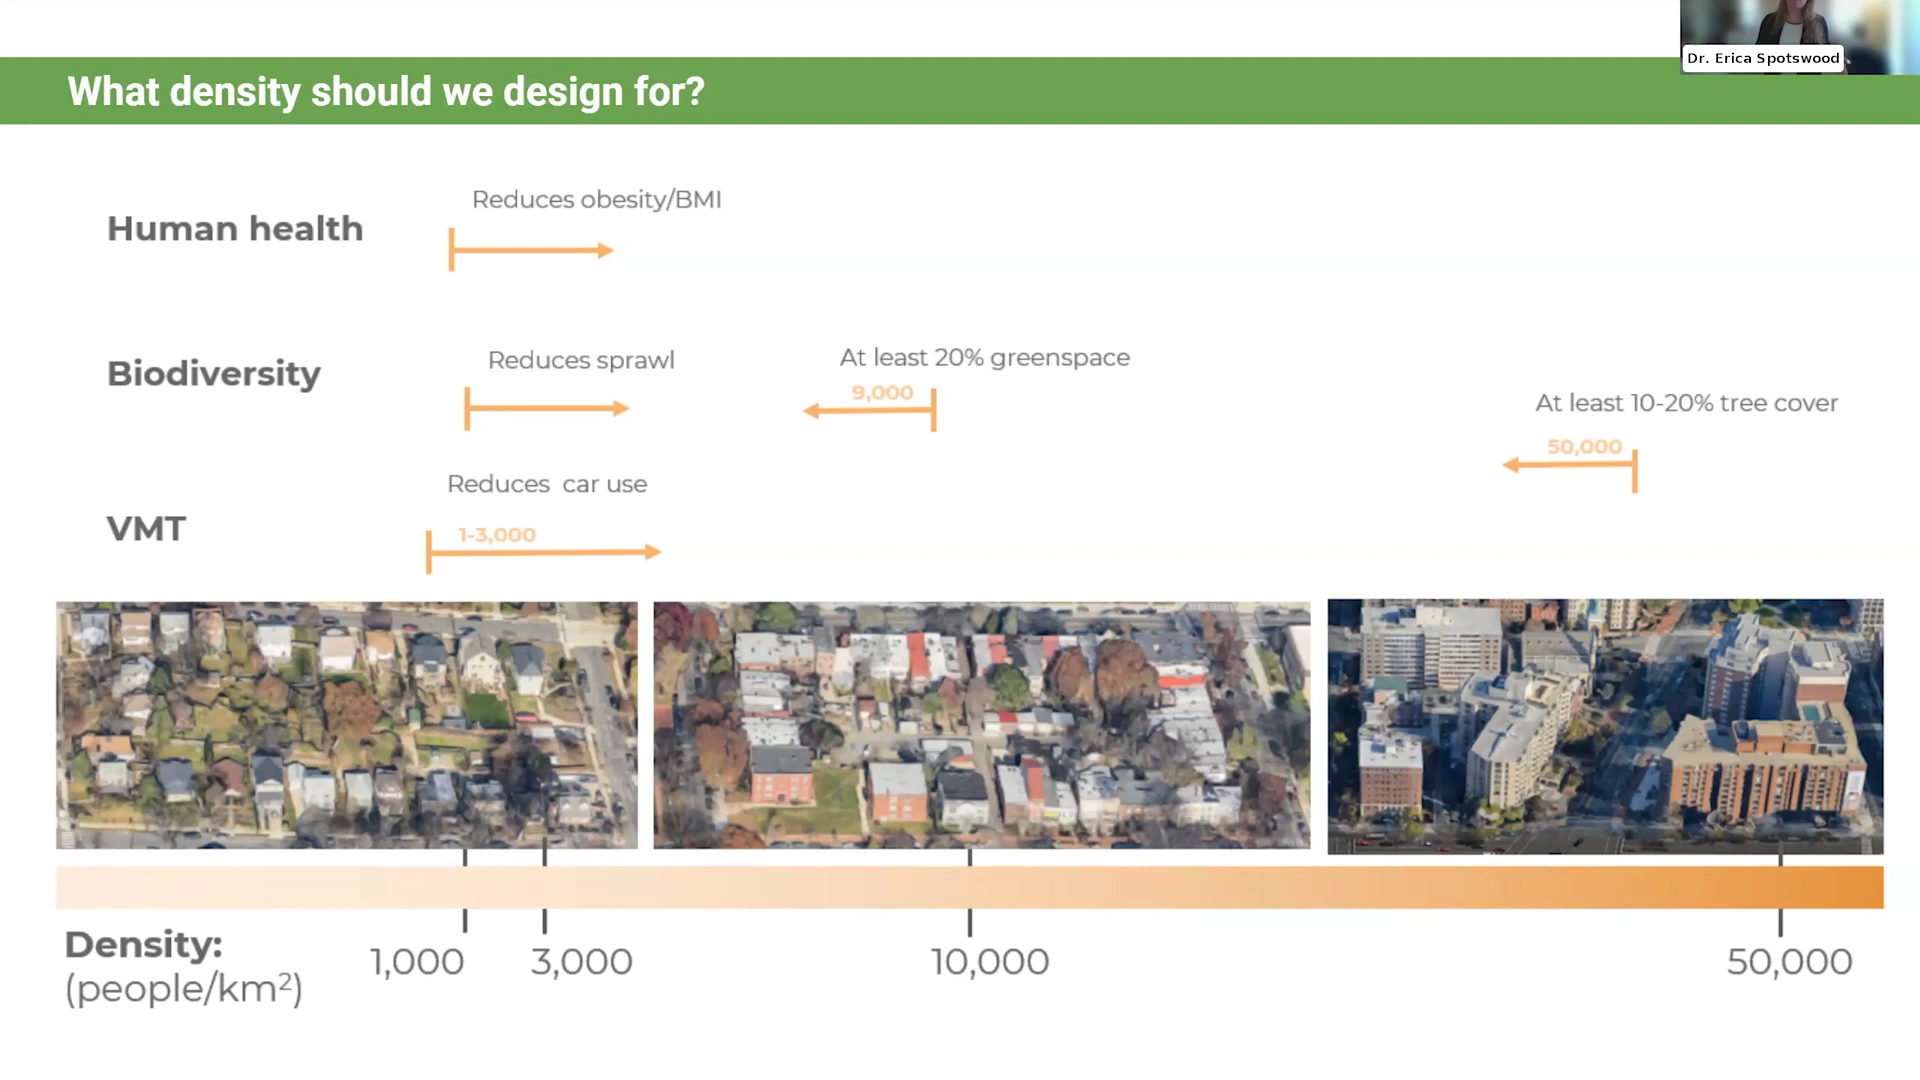 Dr. Erica Spotswood
What density should we design for?
Human health
Reduces obesity/BMI
Biodiversity
Reduces sprawl
At least 20% greenspace
9,000
At least 10-20% tree cover
50,000
VMT
Reduces car use
1-3,000
Density:
(people/km²)
1,000
3,000
10,000
50,000